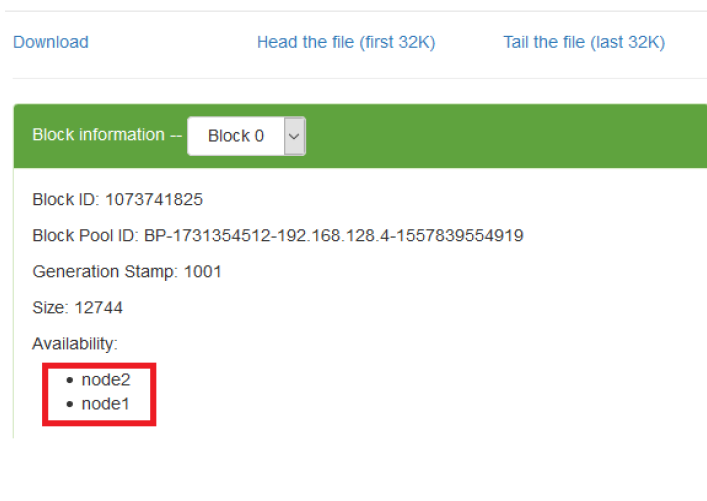 Download Head the file (first 32K) Tail the file (last 32K)
Block information -- Block 0
Block ID: 1073741825
Block Pool ID: BP-1731354512-192.168.128.4-1557839554919
Generation Stamp: 1001
Size: 12744
Availability:
node2
node1